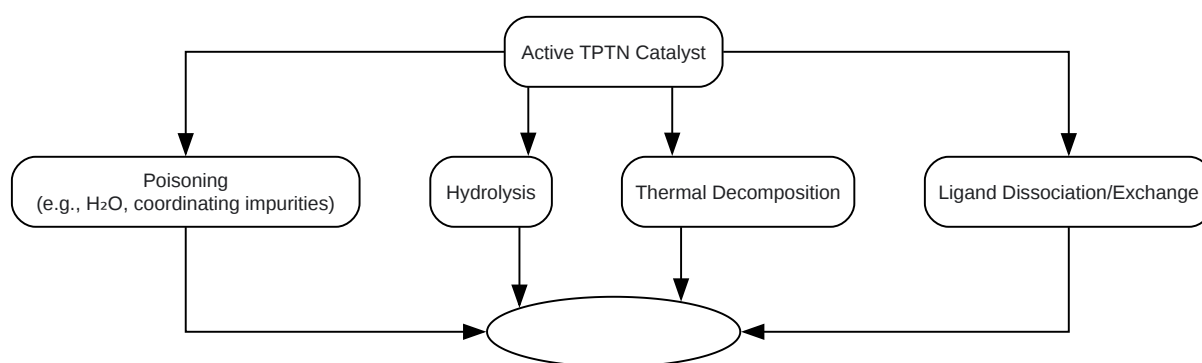 Active TPTN Catalyst
Poisoning
(e.g., H₂O, coordinating impurities)
Hydrolysis
Thermal Decomposition
Ligand Dissociation/Exchange